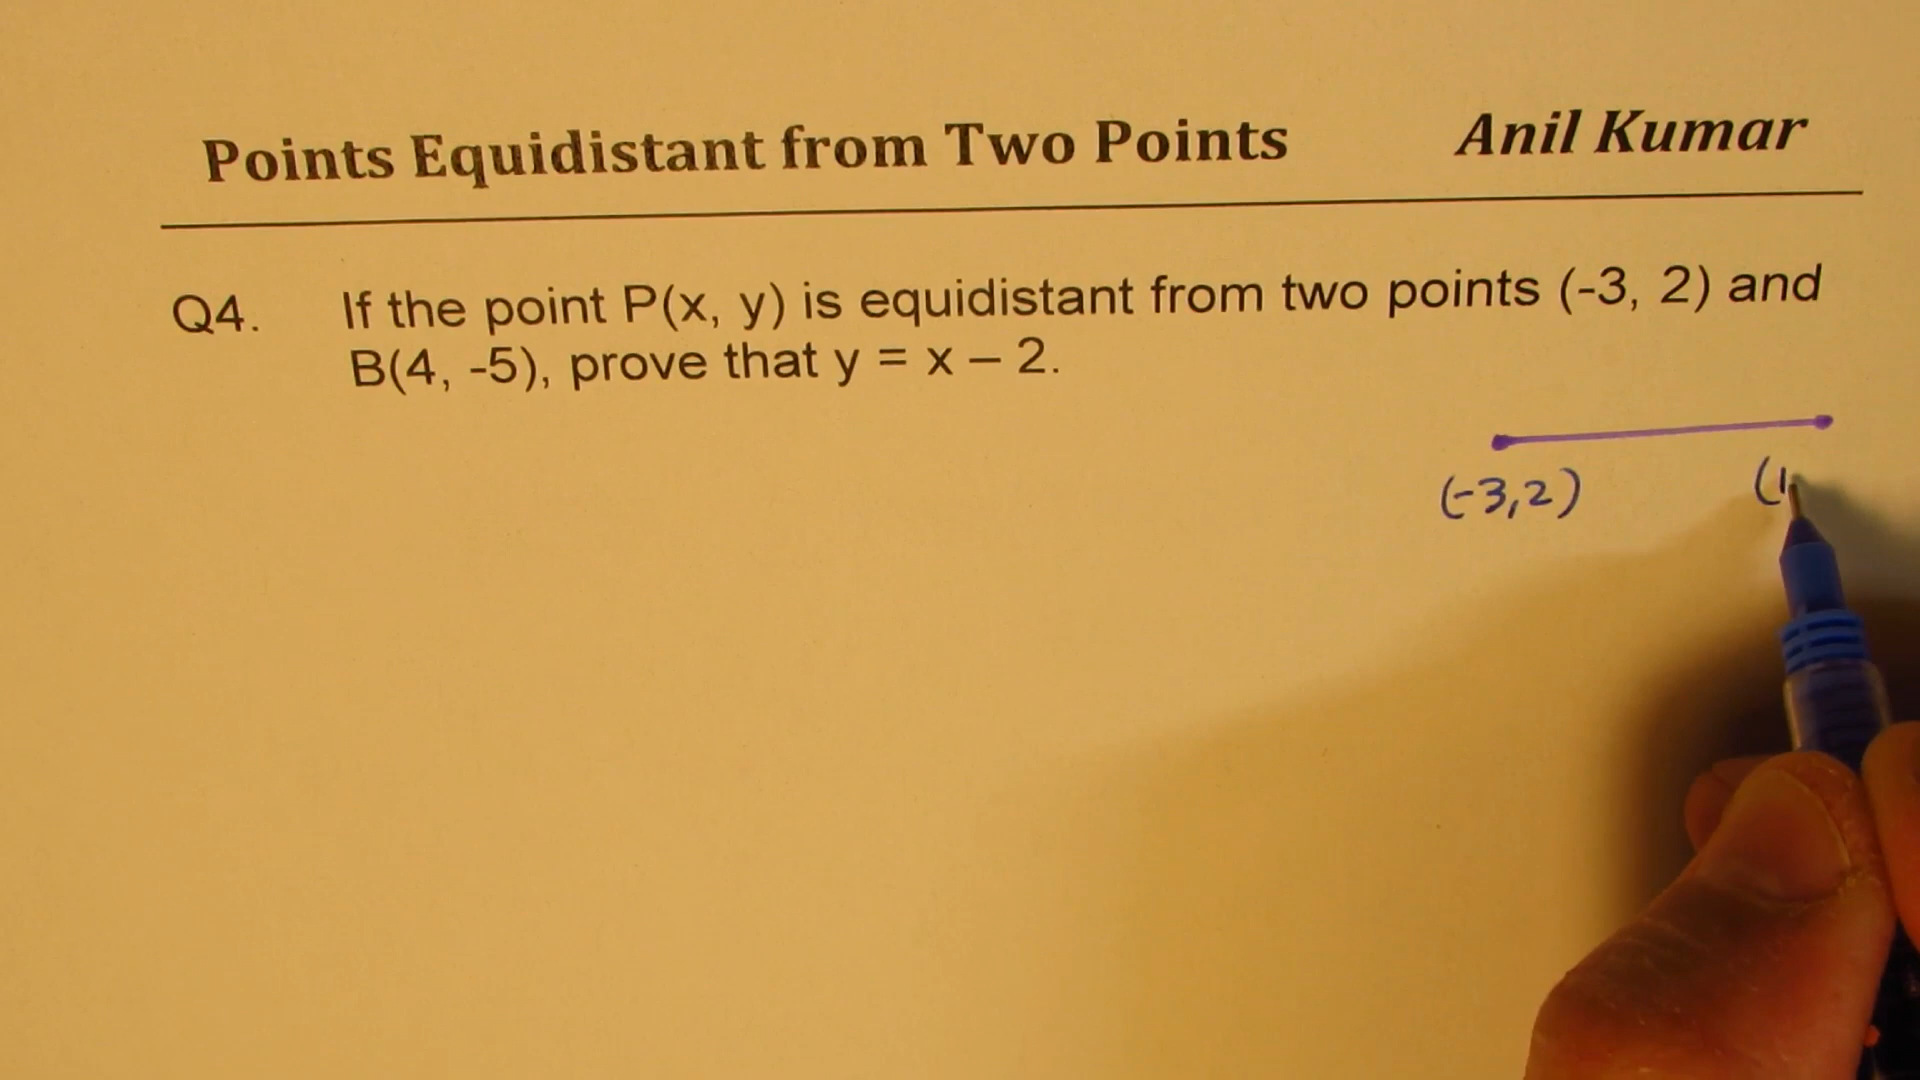 Points Equidistant from Two Points Anil Kumar
Q4. If the point P(x, y) is equidistant from two points (-3, 2) and
B(4, -5), prove that y = x – 2.
(-3,2) (